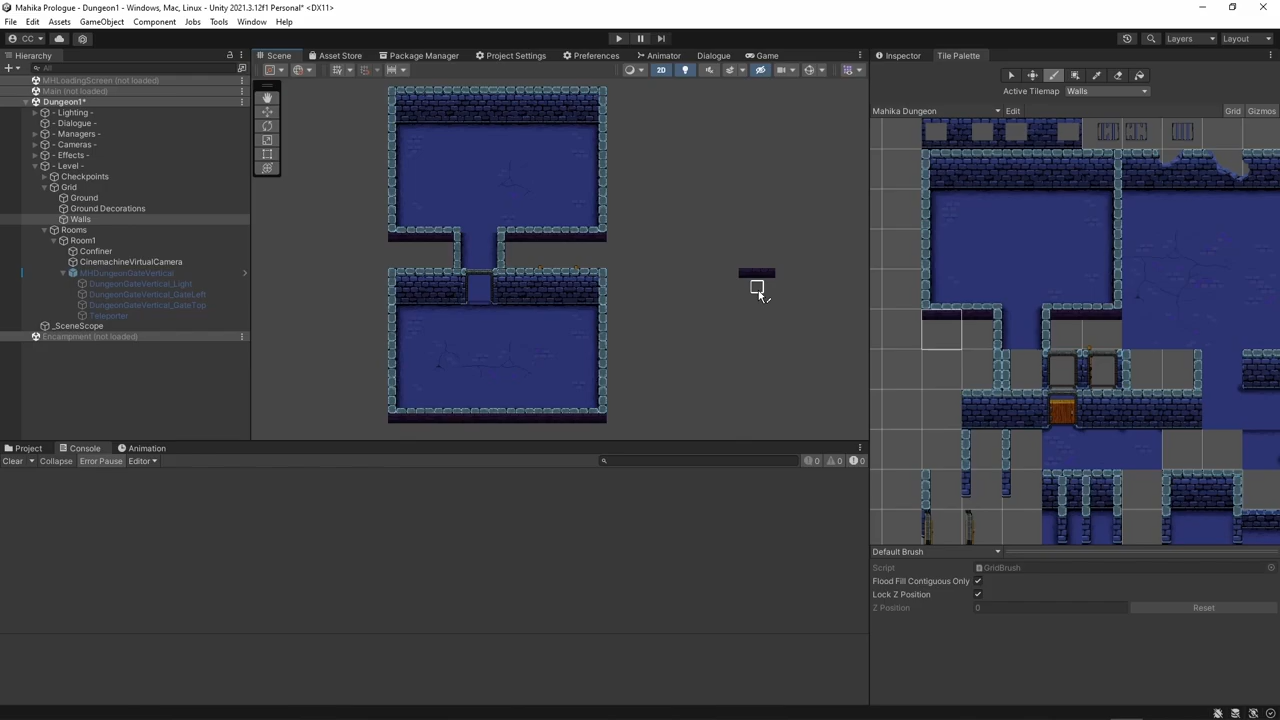 Mahika Prologue - Dungeon1 - Windows, Mac, Linux - Unity 2021.3.12f1 Personal* <DX11>
File Edit Assets GameObject Component Jobs Tools Window Help
CC Layers Layout
Hierarchy Scene Asset Store Package Manager Project Settings Preferences Animator Dialogue Game Inspector Tile Palette
All 2D
MHLoadingScreen (not loaded)
Main (not loaded)
Active Tilemap Walls
Dungeon1*
- Lighting -
Mahika Dungeon Edit Grid Gizmos
- Dialogue -
- Managers -
- Cameras -
- Effects -
- Level -
Checkpoints
Grid
Ground
Ground Decorations
Walls
Rooms
Room1
Confiner
CinemachineVirtualCamera
MHDungeonGateVertical
DungeonGateVertical_Light
DungeonGateVertical_GateLeft
DungeonGateVertical_GateTop
Teleporter
_SceneScope
Encampment (not loaded)
Project Console Animation
Clear Collapse Error Pause Editor 0 0 0
Default Brush
Script GridBrush
Flood Fill Contiguous Only
Lock Z Position
Z Position 0 Reset